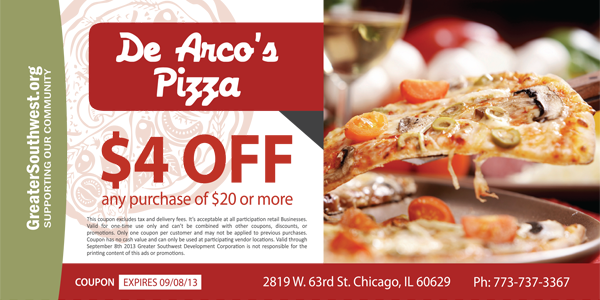 GreaterSouthwest.org
SUPPORTING OUR COMMUNITY
De Arco's
Pizza
$4 OFF
any purchase of $20 or more
This coupon excludes tax and delivery fees. It's acceptable at all participation retail Businesses.
Valid for one-time use only and can't be combined with other coupons, discounts, or
promotions. Only one coupon per customer and may not be applied to previous purchases.
Coupon has no cash value and can only be used at participating vendor locations. Valid through
September 8th 2013 Greater Southwest Development Corporation is not responsible for the
printing content of this ads or promotions.
COUPON EXPIRES 09/08/13
2819 W. 63rd St. Chicago, IL 60629 Ph: 773-737-3367